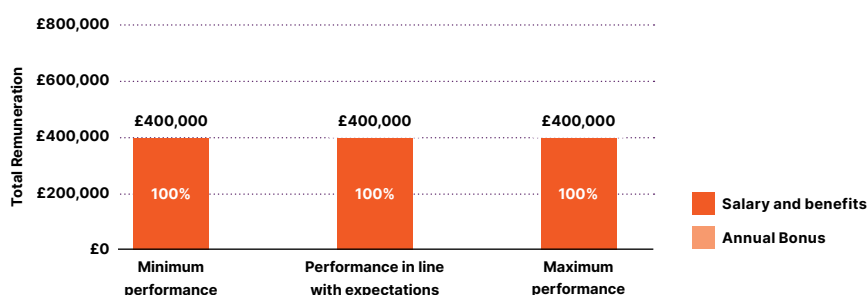 £800,000
£600,000
£400,000
£200,000
£0
Total Remuneration
£400,000
£400,000
£400,000
100%
100%
100%
Minimum
performance
Performance in line
with expectations
Maximum
performance
Salary and benefits
Annual Bonus